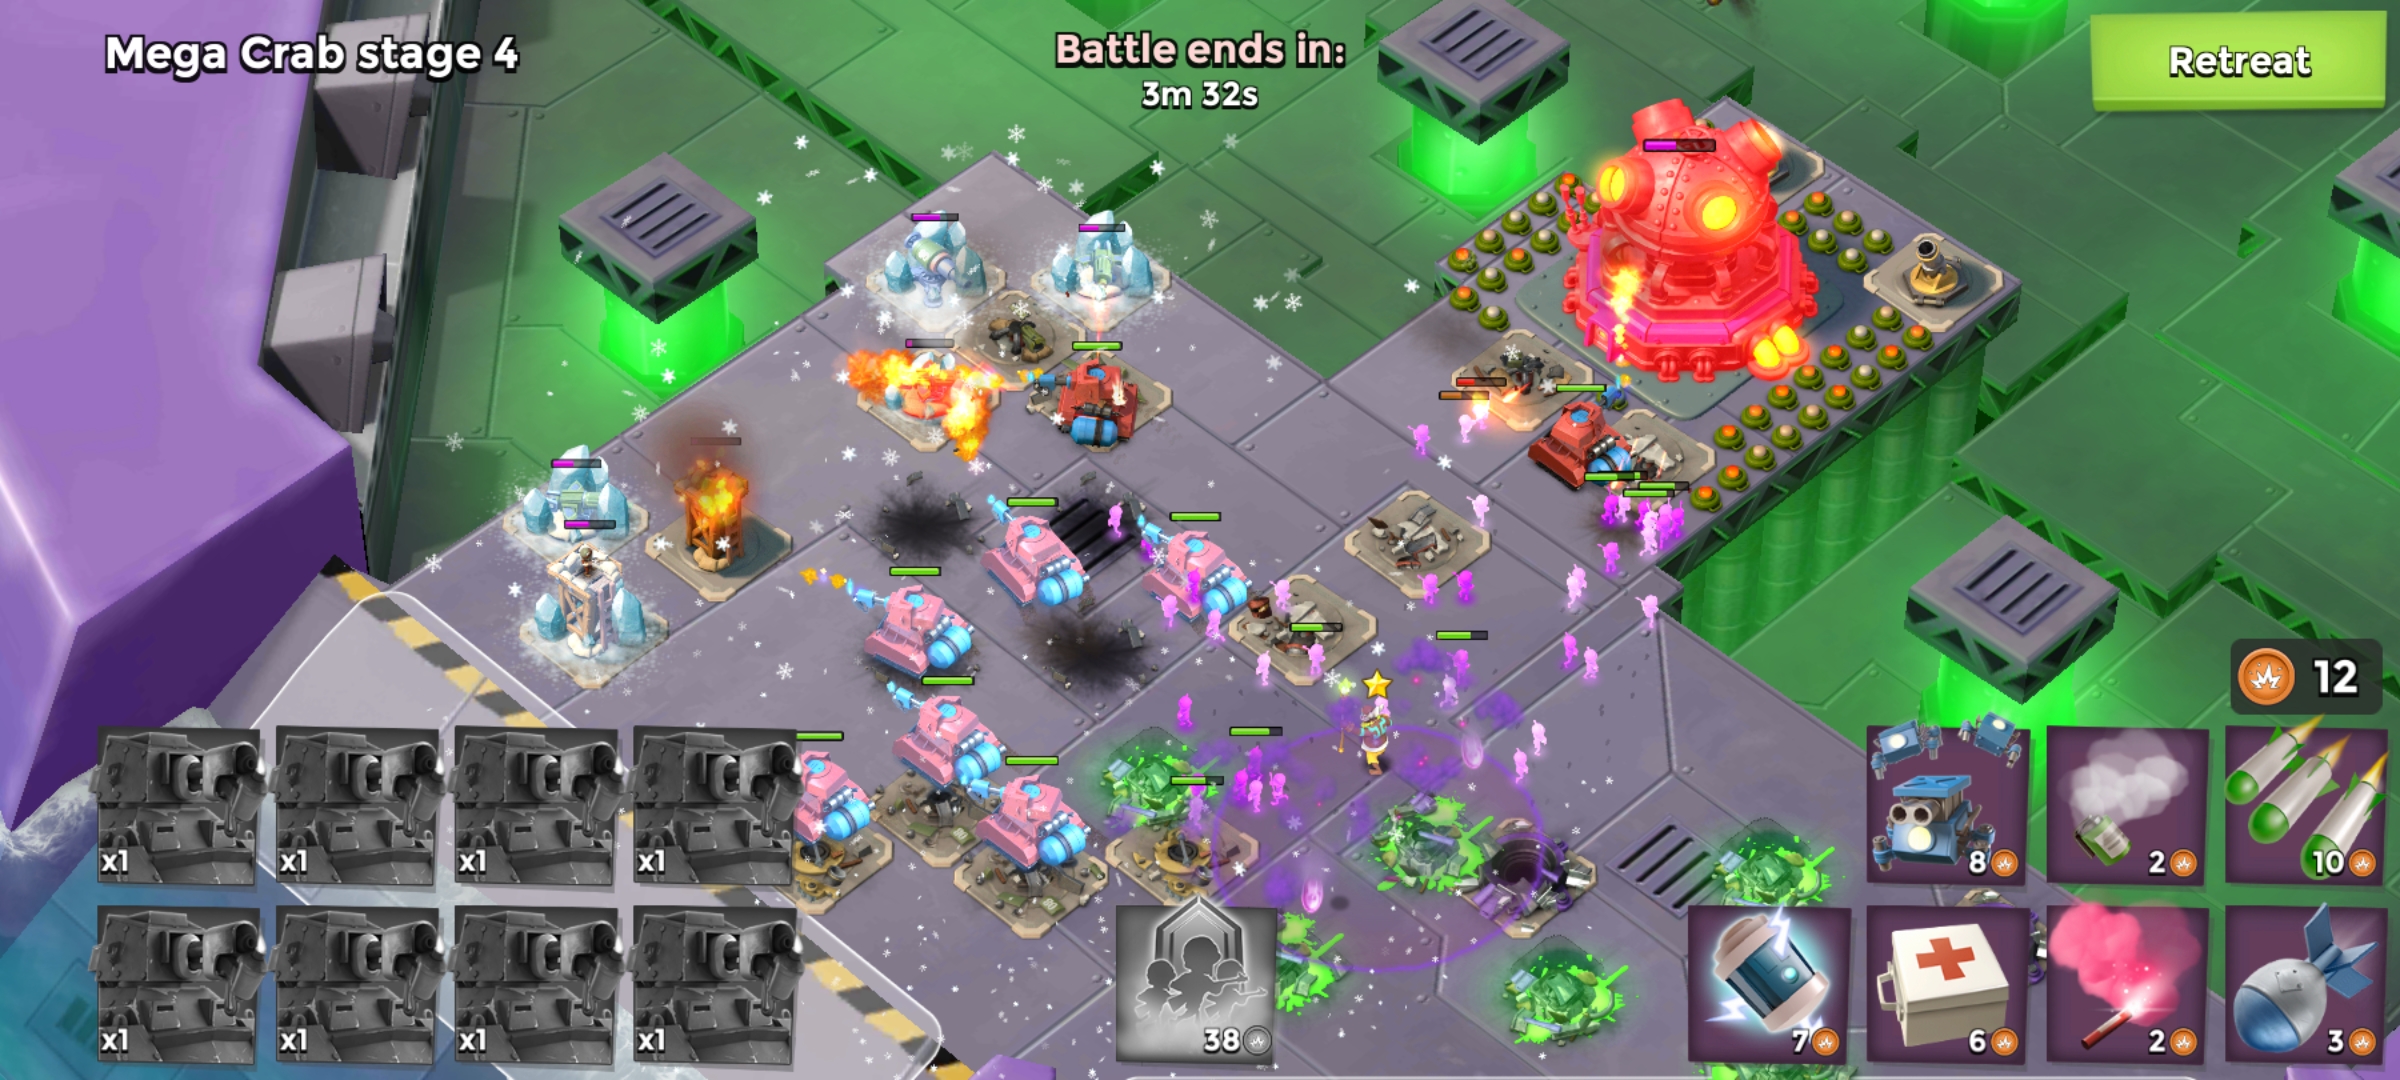 Mega Crab stage 4
Battle ends in:
3m 32s
Retreat
12
8
2
10
x1
x1
x1
x1
x1
x1
x1
x1
38
7
6
2
3